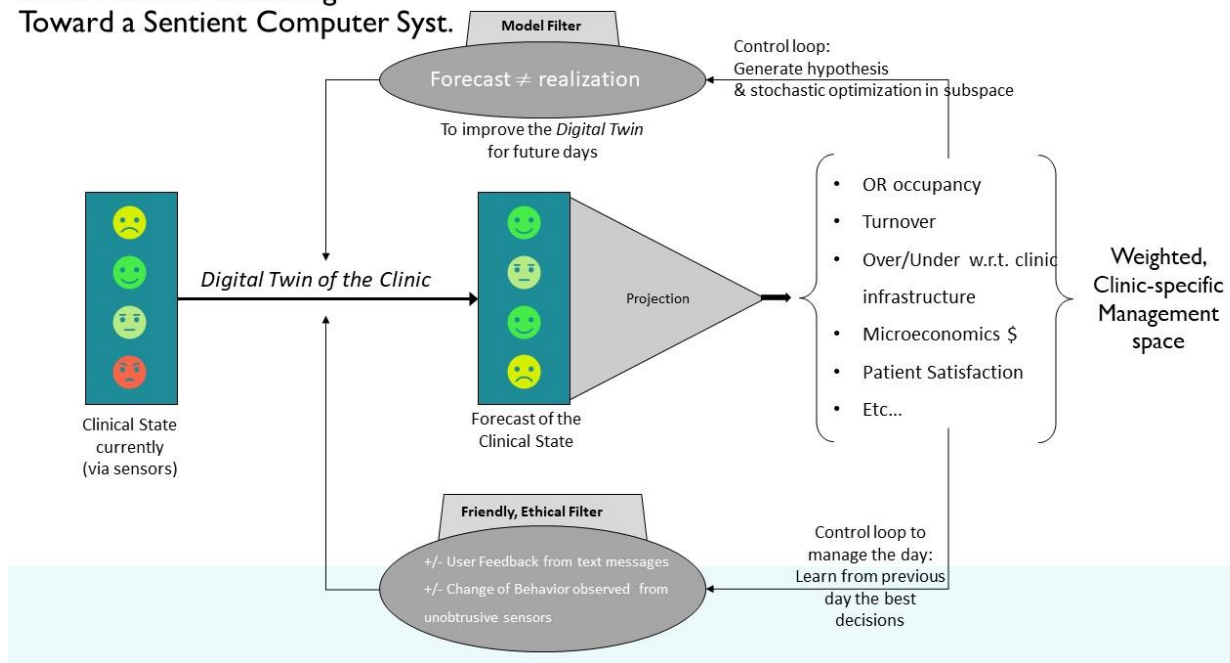 Toward a Sentient Computer Syst.
Model Filter
Forecast ≠ realization
To improve the Digital Twin
for future days
Control loop:
Generate hypothesis
& stochastic optimization in subspace
Digital Twin of the Clinic
Clinical State
currently
(via sensors)
Forecast of the
Clinical State
Projection
• OR occupancy
• Turnover
• Over/Under w.r.t. clinic
infrastructure
• Microeconomics $
• Patient Satisfaction
• Etc...
Weighted,
Clinic-specific
Management
space
Friendly, Ethical Filter
+/- User Feedback from text messages
+/- Change of Behavior observed from
unobtrusive sensors
Control loop to
manage the day:
Learn from previous
day the best
decisions